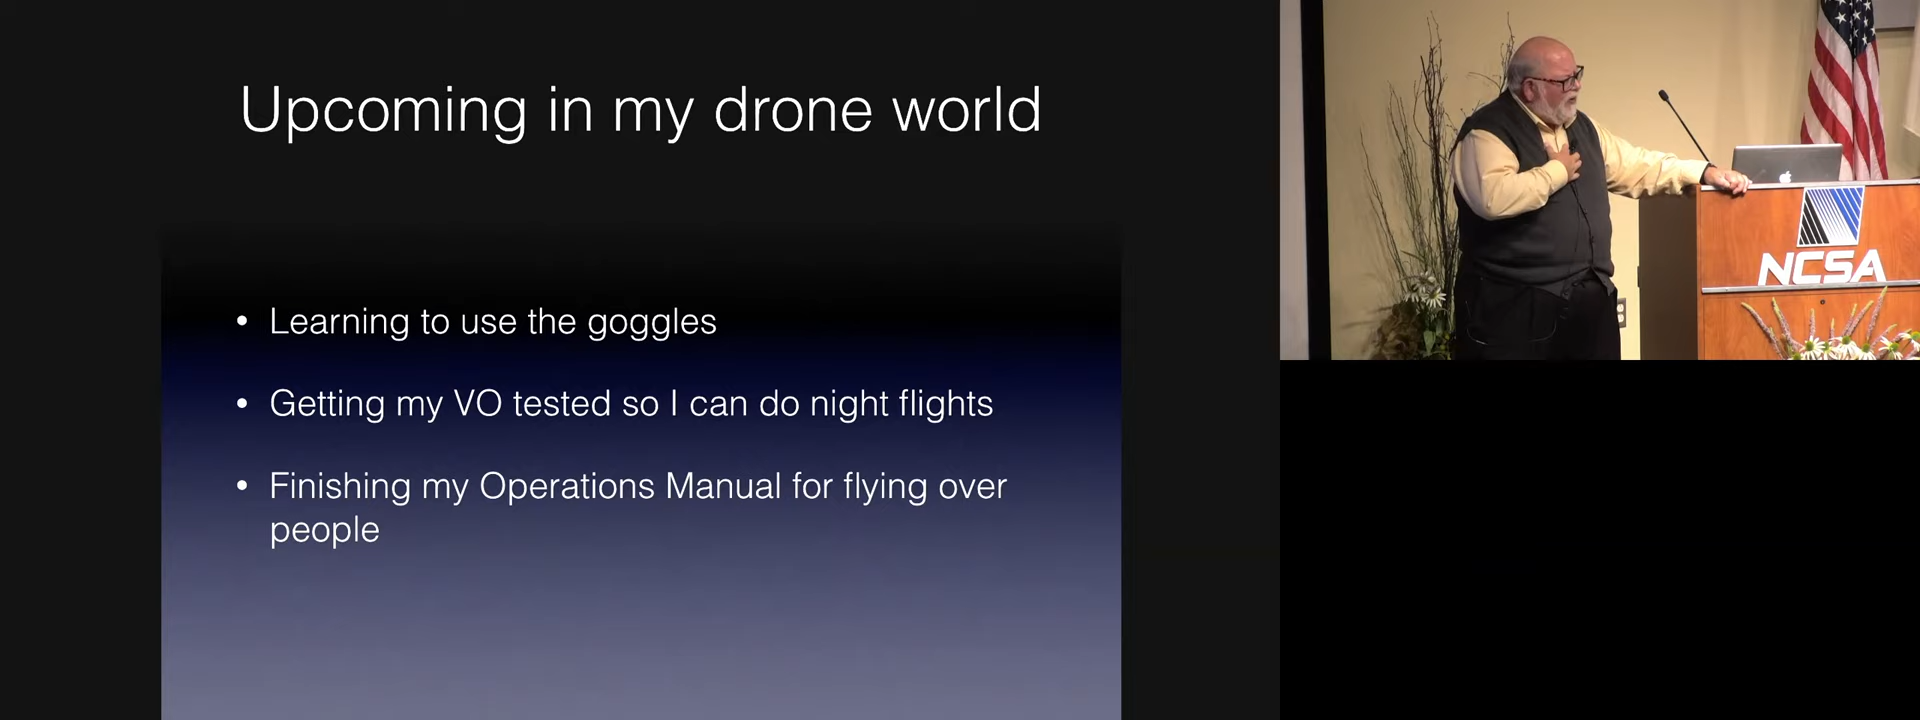 Upcoming in my drone world
• Learning to use the goggles
• Getting my VO tested so I can do night flights
• Finishing my Operations Manual for flying over
people
NCSA